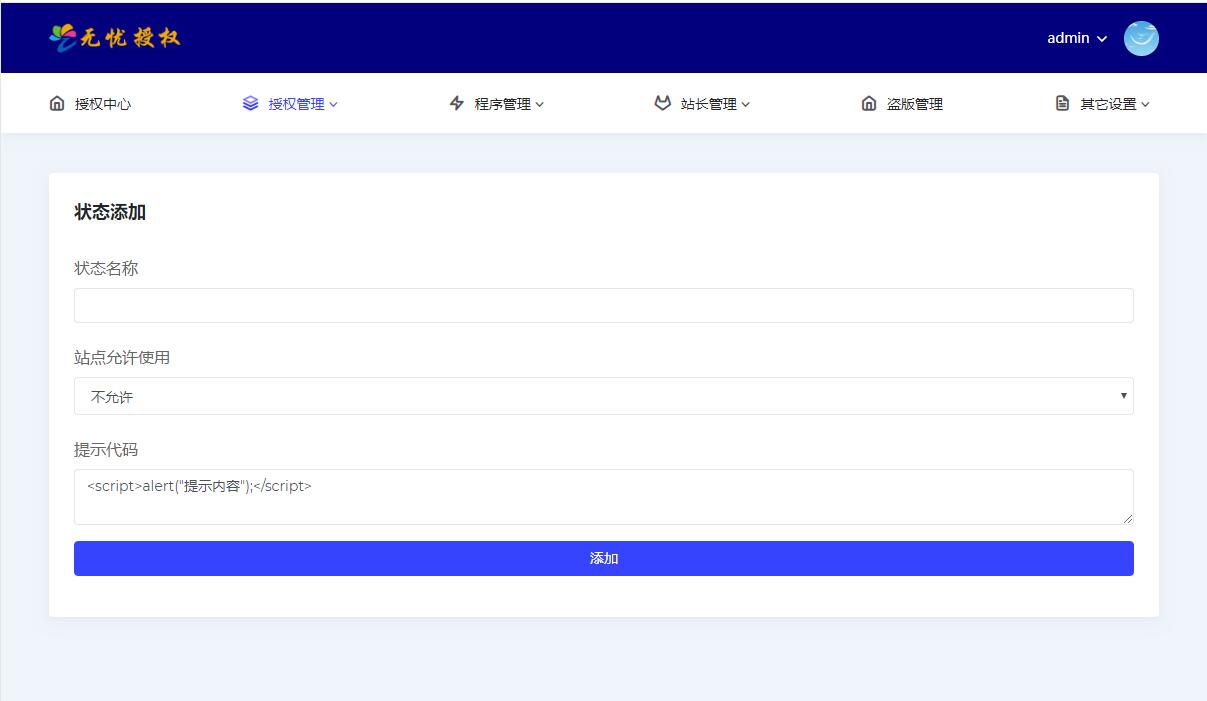 无忧授权
admin
授权中心 授权管理 程序管理 站长管理 盗版管理 其它设置
状态添加
状态名称
站点允许使用
不允许
提示代码
<script>alert("提示内容");</script>
添加